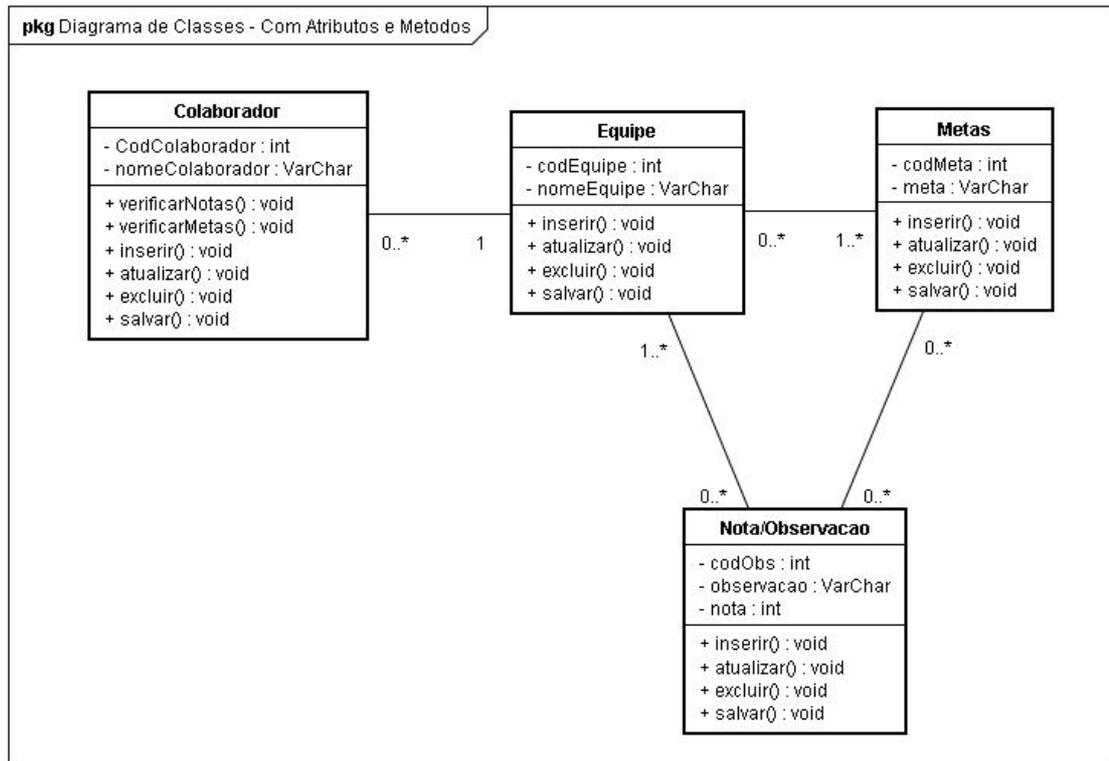 pkg Diagrama de Classes - Com Atributos e Metodos
Colaborador
- CodColaborador : int
- nomeColaborador : VarChar
+ verificarNotas() : void
+ verificarMetas() : void
+ inserir() : void
+ atualizar() : void
+ excluir() : void
+ salvar() : void
0..*
1
Equipe
- codEquipe : int
- nomeEquipe : VarChar
+ inserir() : void
+ atualizar() : void
+ excluir() : void
+ salvar() : void
0..*
1..*
Metas
- codMeta : int
- meta : VarChar
+ inserir() : void
+ atualizar() : void
+ excluir() : void
+ salvar() : void
1..*
0..*
0..*
0..*
Nota/Observacao
- codObs : int
- observacao : VarChar
- nota : int
+ inserir() : void
+ atualizar() : void
+ excluir() : void
+ salvar() : void